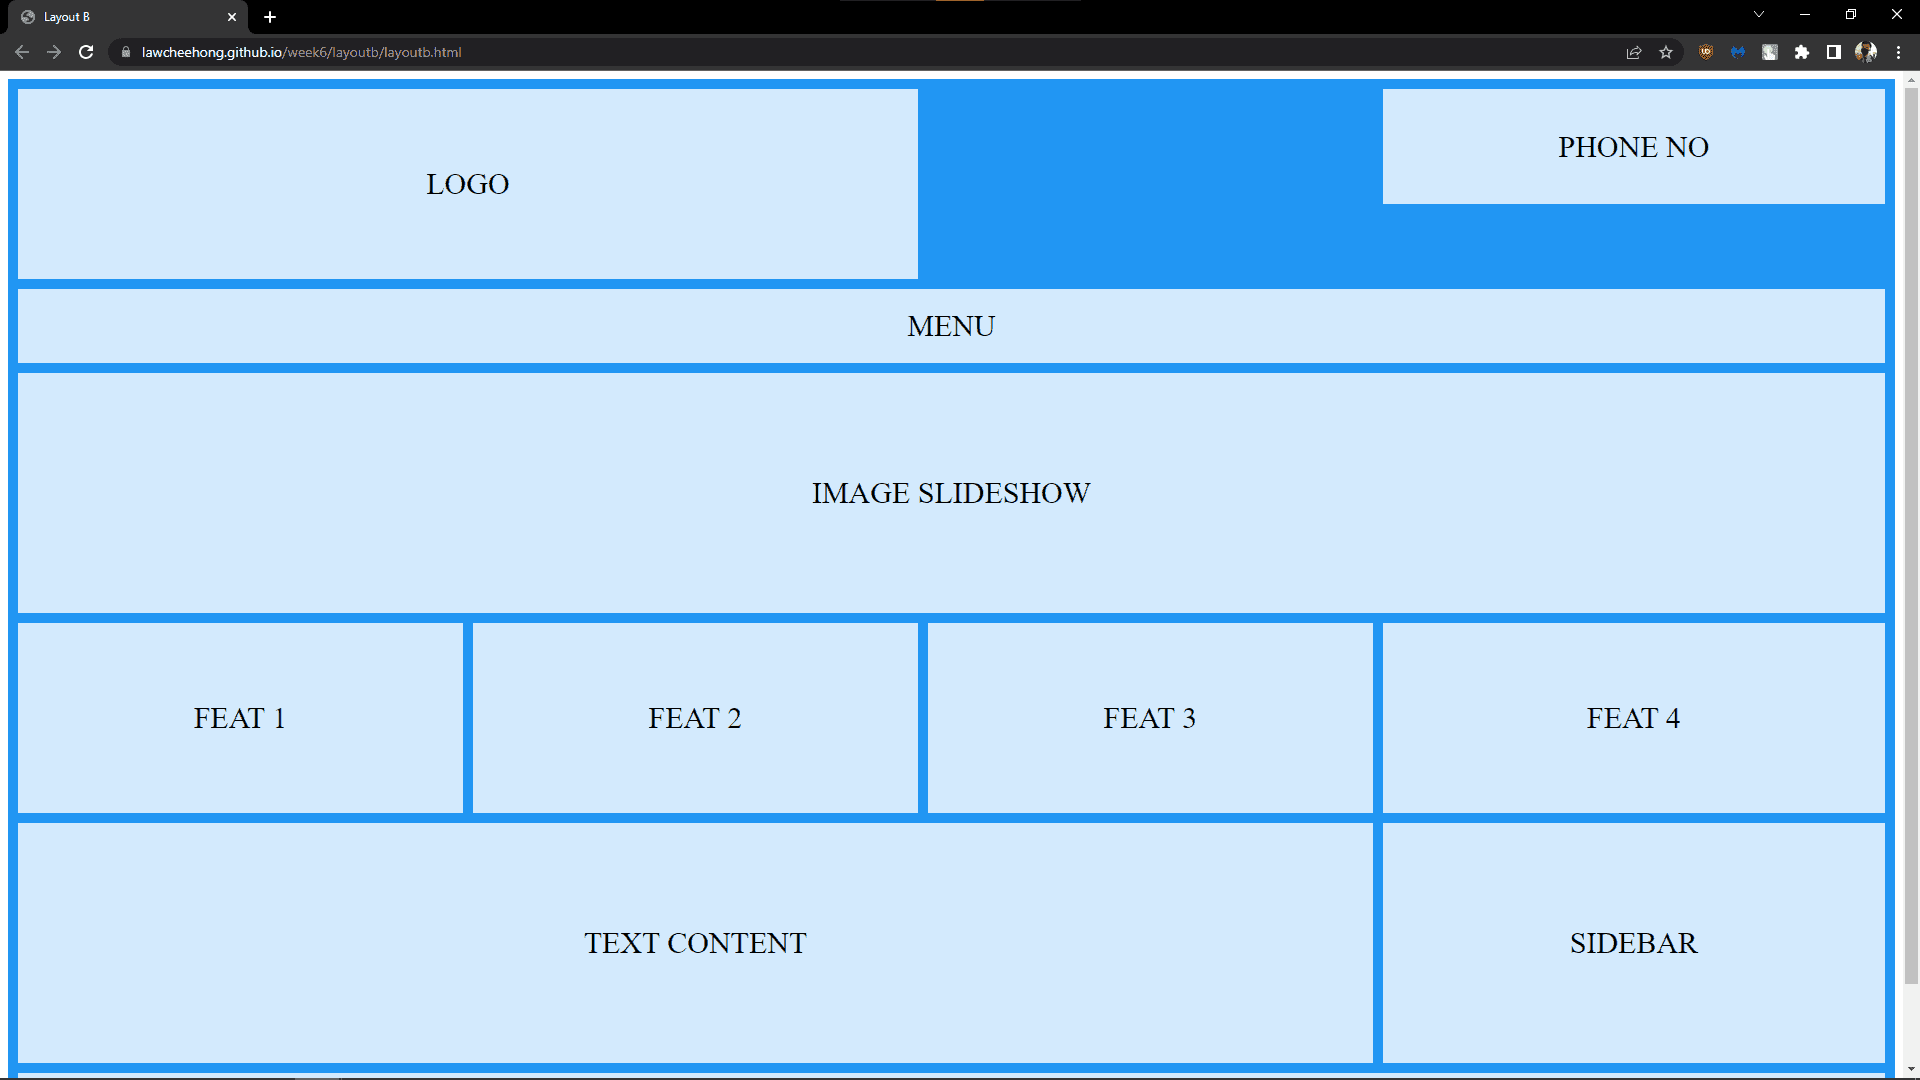 Layout B
lawcheehong.github.io/week6/layoutb/layoutb.html
LOGO
PHONE NO
MENU
IMAGE SLIDESHOW
FEAT 1
FEAT 2
FEAT 3
FEAT 4
TEXT CONTENT
SIDEBAR